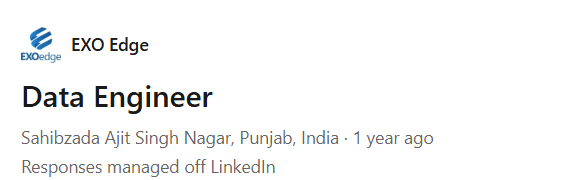 EXOedge
EXO Edge
Data Engineer
Sahibzada Ajit Singh Nagar, Punjab, India · 1 year ago
Responses managed off LinkedIn